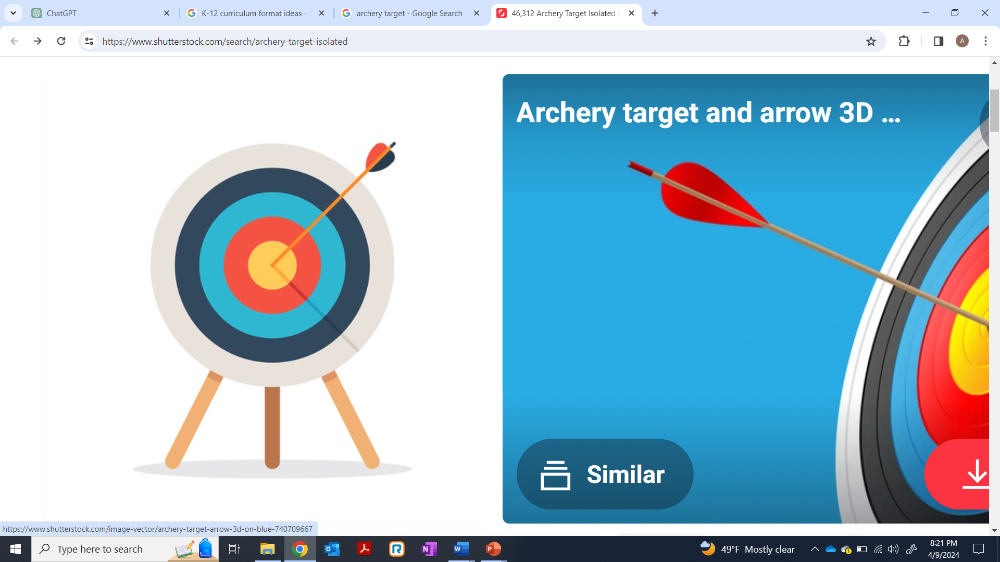 ChatGPT
K-12 curriculum format ideas -
archery target - Google Search
46,312 Archery Target Isolated
https://www.shutterstock.com/search/archery-target-isolated
A
Archery target and arrow 3D ...
Similar
https://www.shutterstock.com/image-vector/archery-target-arrow-3d-on-blue-740709667
Type here to search
49°F Mostly clear
8:21 PM
4/9/2024